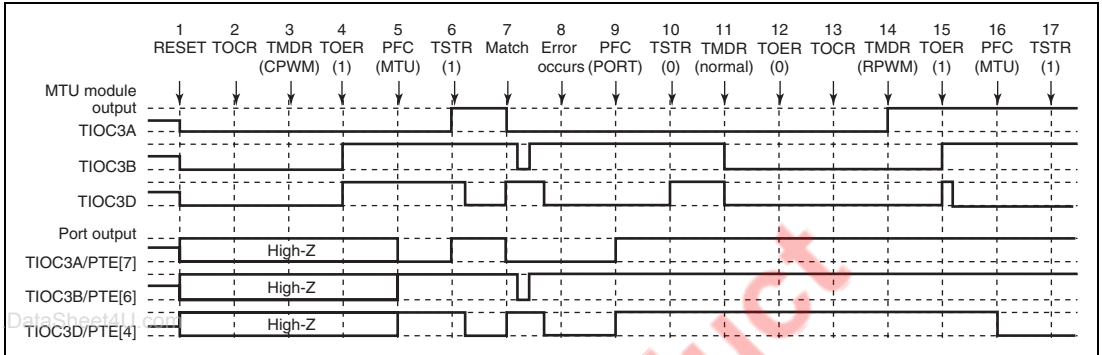 1 2 3 4 5 6 7 8 9 10 11 12 13 14 15 16 17
RESET TOCR TMDR TOER PFC TSTR Match Error PFC TSTR TMDR TOER TOCR TMDR TOER PFC TSTR
(CPWM) (1) (MTU) (1) occurs (PORT) (0) (normal) (0) (RPWM) (1) (MTU) (1)
MTU module
output
TIOC3A
TIOC3B
TIOC3D
Port output
TIOC3A/PTE[7] High-Z
TIOC3B/PTE[6] High-Z
TIOC3D/PTE[4] High-Z
DataSheet4U.com
uct